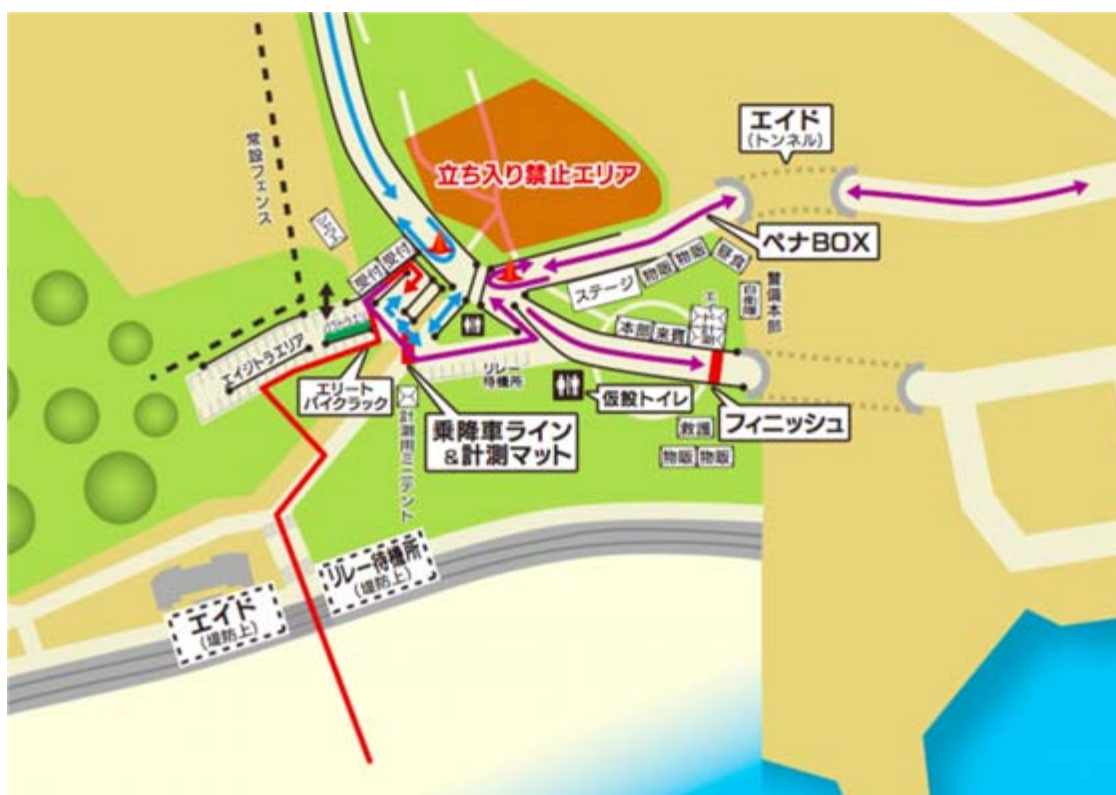 エイド
(トンネル)
常設フェンス
立ち入り禁止エリア
ペナBOX
受付
受付
ステージ
物販
物販
昼食
警備本部
自衛隊
本部
来賓
エイジトラエリア
エリート
バイクラック
リレー
待機所
仮設トイレ
フィニッシュ
乗降車ライン
&計測マット
計測用ミニテント
救護
物販
物販
リレー待機所
(堤防上)
エイド
(堤防上)